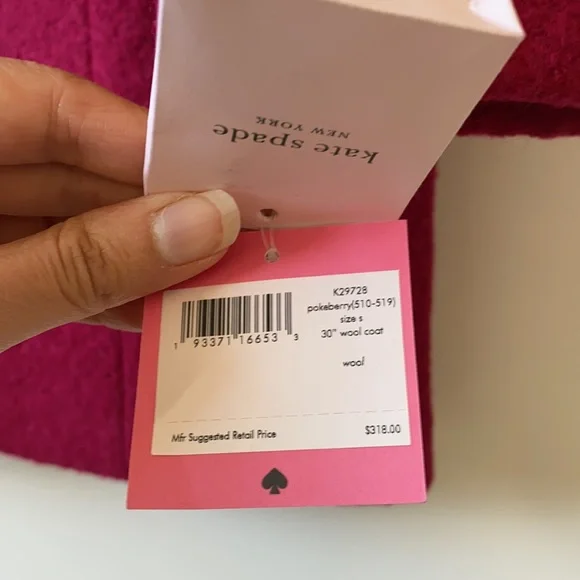 kate spade
NEW YORK
K29728
pokeberry(510-519)
size s
30" wool coat
wool
1 93371 16653 3
Mfr Suggested Retail Price $318.00